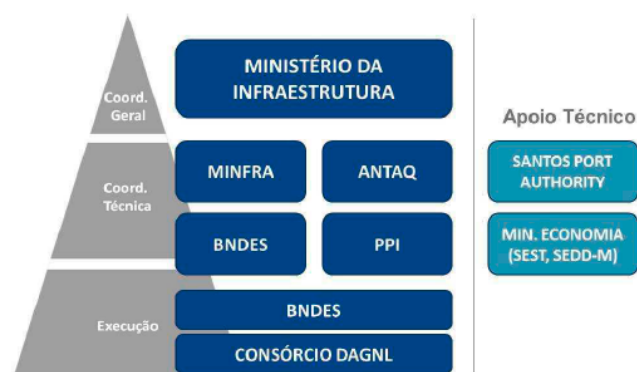 MINISTÉRIO DA
INFRAESTRUTURA
Coord.
Geral
Apoio Técnico
MINFRA
ANTAQ
SANTOS PORT
AUTHORITY
Coord.
Técnica
BNDES
PPI
MIN. ECONOMIA
(SEST, SEDD-M)
BNDES
Execução
CONSÓRCIO DAGNL